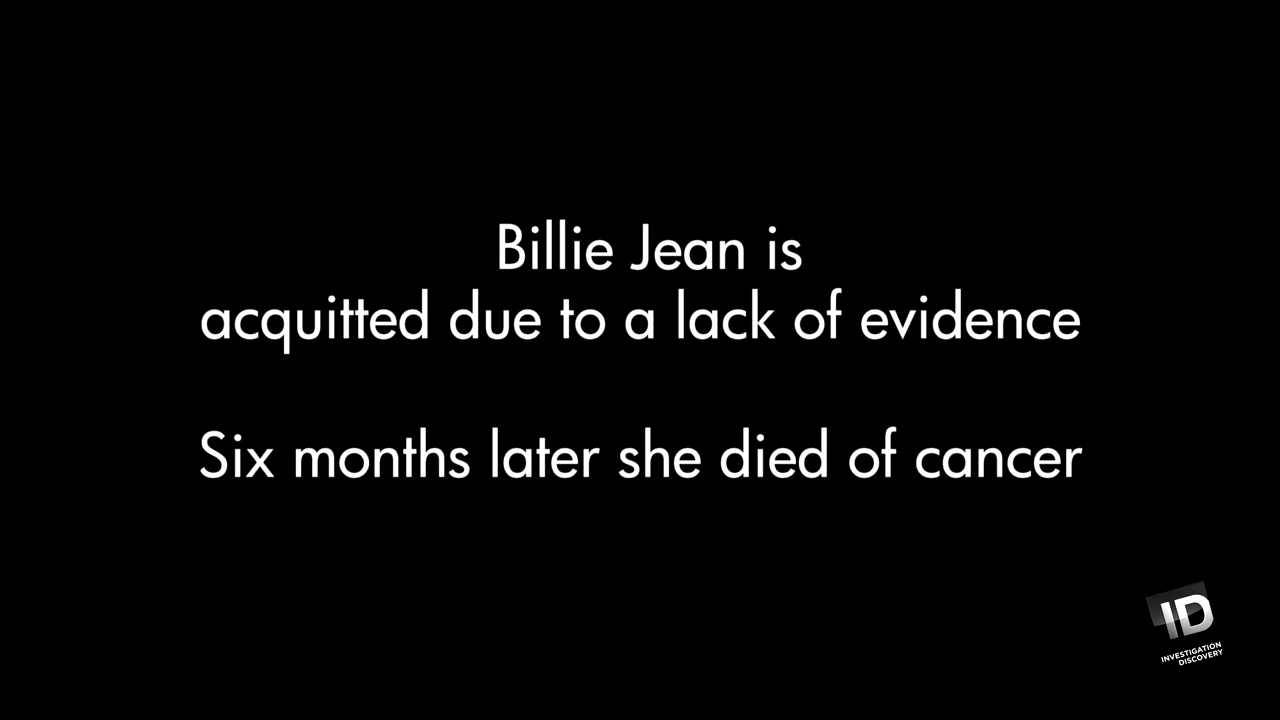 Billie Jean is
acquitted due to a lack of evidence
Six months later she died of cancer
ID
INVESTIGATION
DISCOVERY